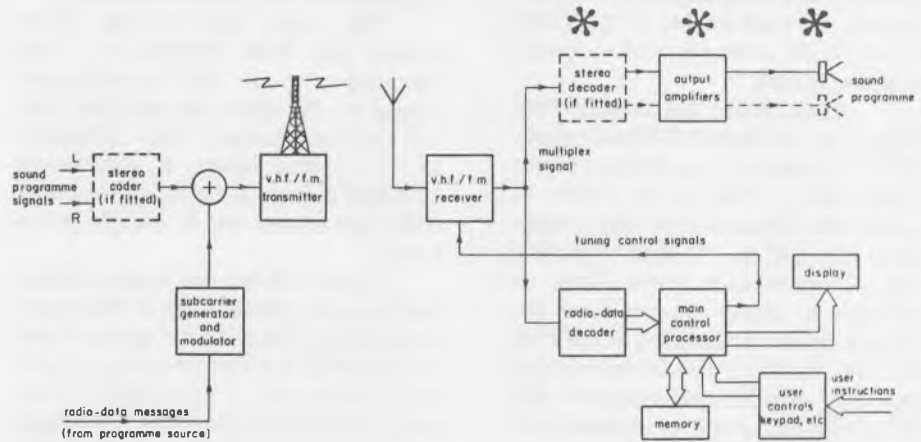 L
sound
programme
signals
R
stereo
coder
(if fitted)
+
v.h.f./f.m.
transmitter
subcarrier
generator
and
modulator
radio-data messages
(from programme source)
v.h.f./f.m.
receiver
multiplex
signal
stereo
decoder
(if fitted)
output
amplifiers
sound
programme
tuning control signals
radio-data
decoder
main
control
processor
display
memory
user
controls
keypad, etc
user
instructions